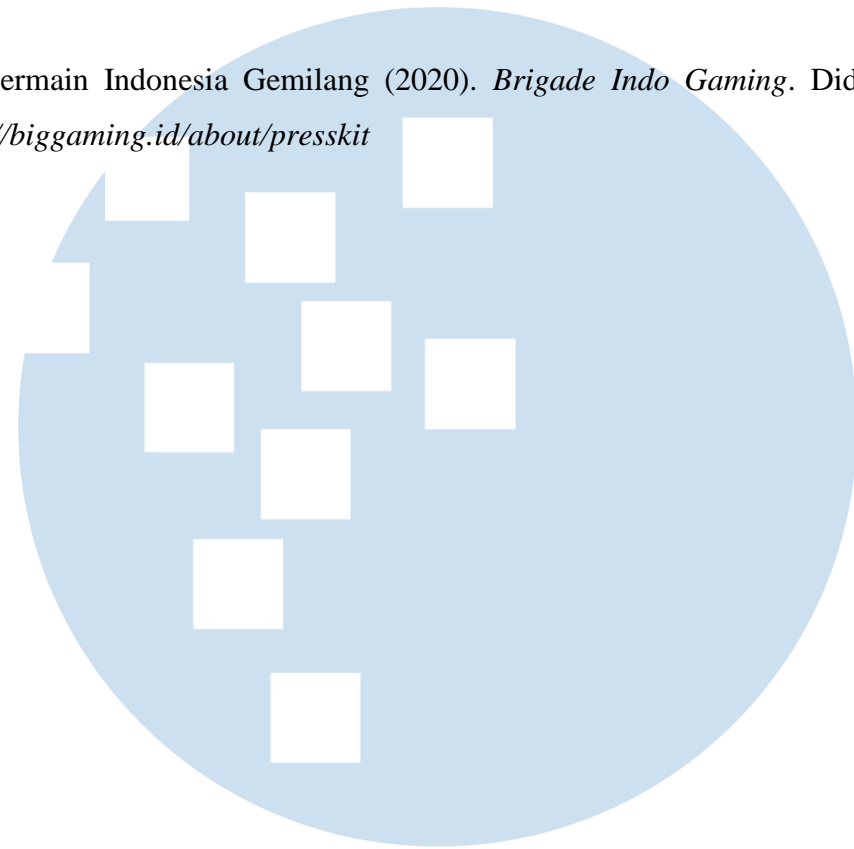 ermain Indonesia Gemilang (2020). Brigade Indo Gaming. Did
//biggaming.id/about/presskit